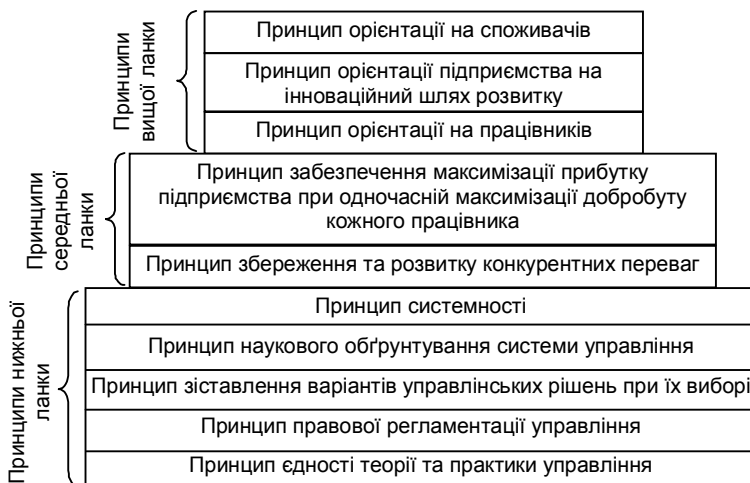 Принципи
вищої ланки
Принцип орієнтації на споживачів
Принцип орієнтації підприємства на
інноваційний шлях розвитку
Принцип орієнтації на працівників
Принципи
середньої
ланки
Принцип забезпечення максимізації прибутку
підприємства при одночасній максимізації добробуту
кожного працівника
Принцип збереження та розвитку конкурентних переваг
Принципи нижньої
ланки
Принцип системності
Принцип наукового обґрунтування системи управління
Принцип зіставлення варіантів управлінських рішень при їх виборі
Принцип правової регламентації управління
Принцип єдності теорії та практики управління